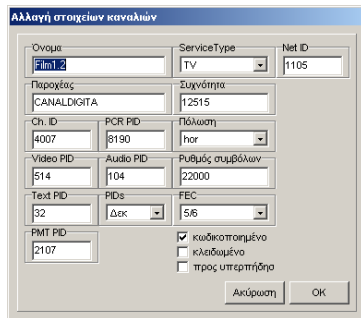 Αλλαγή στοιχείων καναλιών
Όνομα ServiceType Net ID
Film1.2 TV 1105
Παροχέας Συχνότητα
CANALDIGITA 12515
Ch. ID PCR PID Πόλωση
4007 8190 hor
Video PID Audio PID Ρυθμός συμβόλων
514 104 22000
Text PID PIDs FEC
32 Δεκ 5/6
PMT PID
2107
κωδικοποιημένο
κλειδωμένο
προς υπερπήδησ
Ακύρωση OK